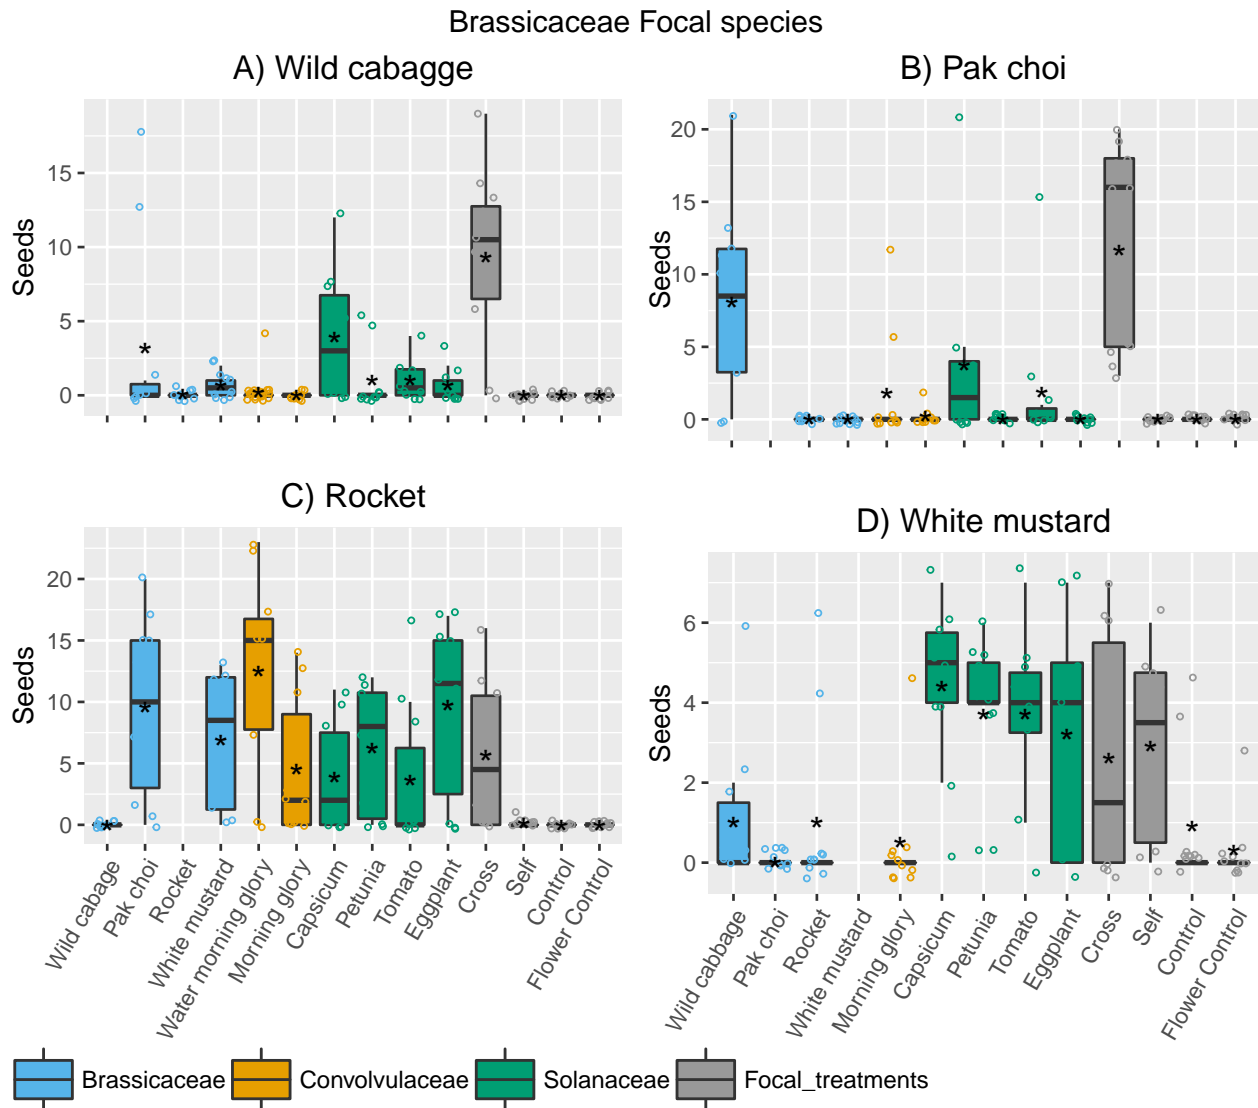 Brassicaceae Focal species
A) Wild cabagge
Seeds
15
10
5
0
B) Pak choi
Seeds
20
15
10
5
0
C) Rocket
Seeds
20
15
10
5
0
Wild cabbage
Pak choi
Rocket
White mustard
Water morning glory
Morning glory
Capsicum
Petunia
Tomato
Eggplant
Cross
Self
Control
Flower Control
D) White mustard
Seeds
6
4
2
0
Wild cabbage
Pak choi
Rocket
White mustard
Morning glory
Capsicum
Petunia
Tomato
Eggplant
Cross
Self
Control
Flower Control
Brassicaceae Convolvulaceae Solanaceae Focal_treatments